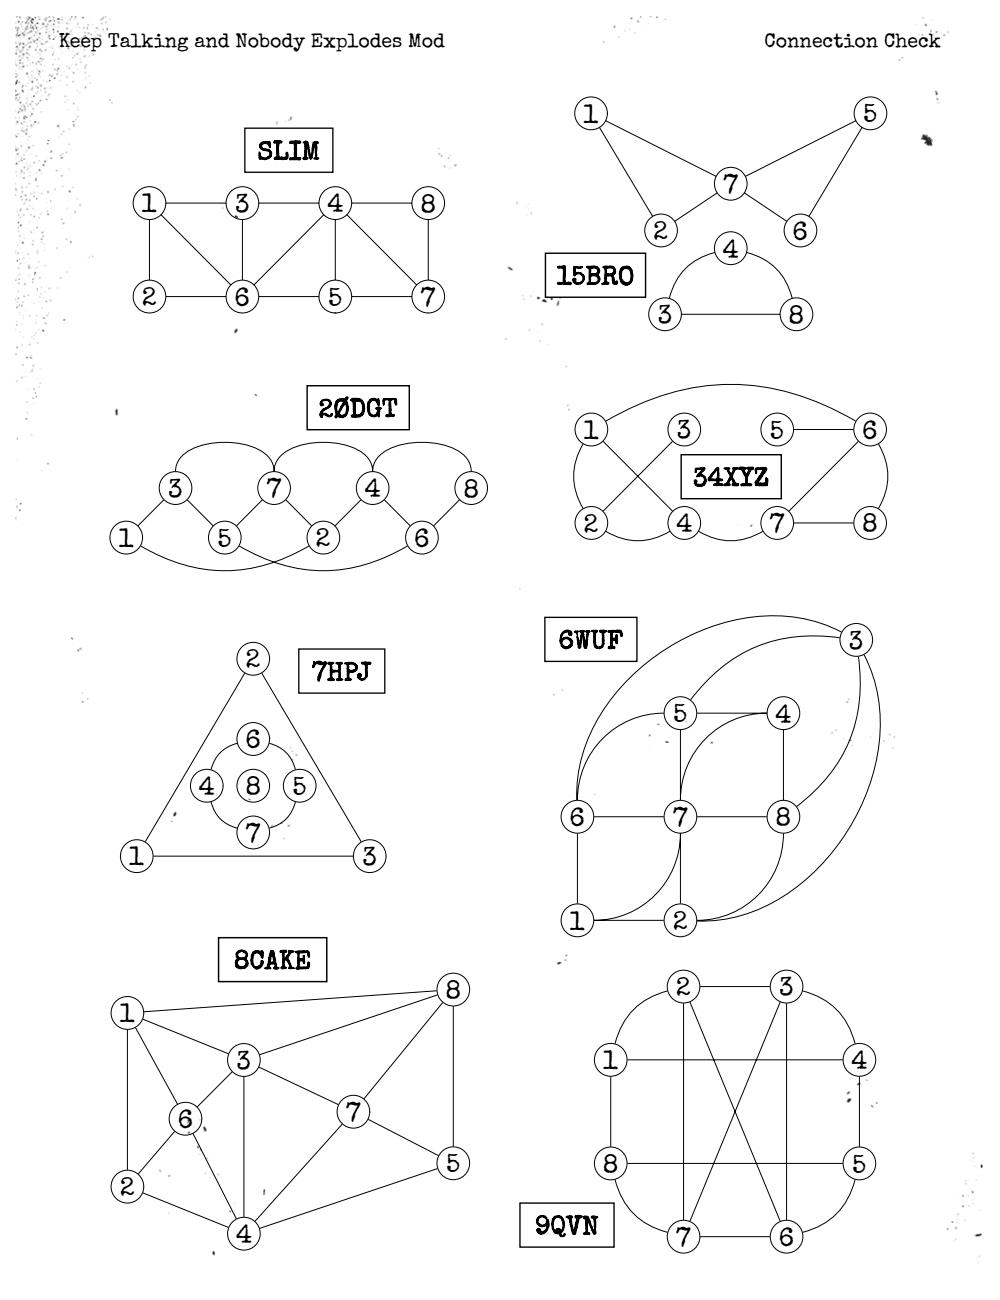 Keep Talking and Nobody Explodes Mod
Connection Check
SLIM
1 3 4 8
2 6 5 7
1 5
7
2 6
4
15BRO
3 8
2ØDGT
3 7 4 8
1 5 2 6
1 3 5 6
34XYZ
2 4 7 8
7HPJ
2
6
4 8 5
7
1 3
6WUF
3
5 4
6 7 8
1 2
8CAKE
8
1
3
6 7
5
2
4
2 3
1 4
8 5
9QVN
7 6